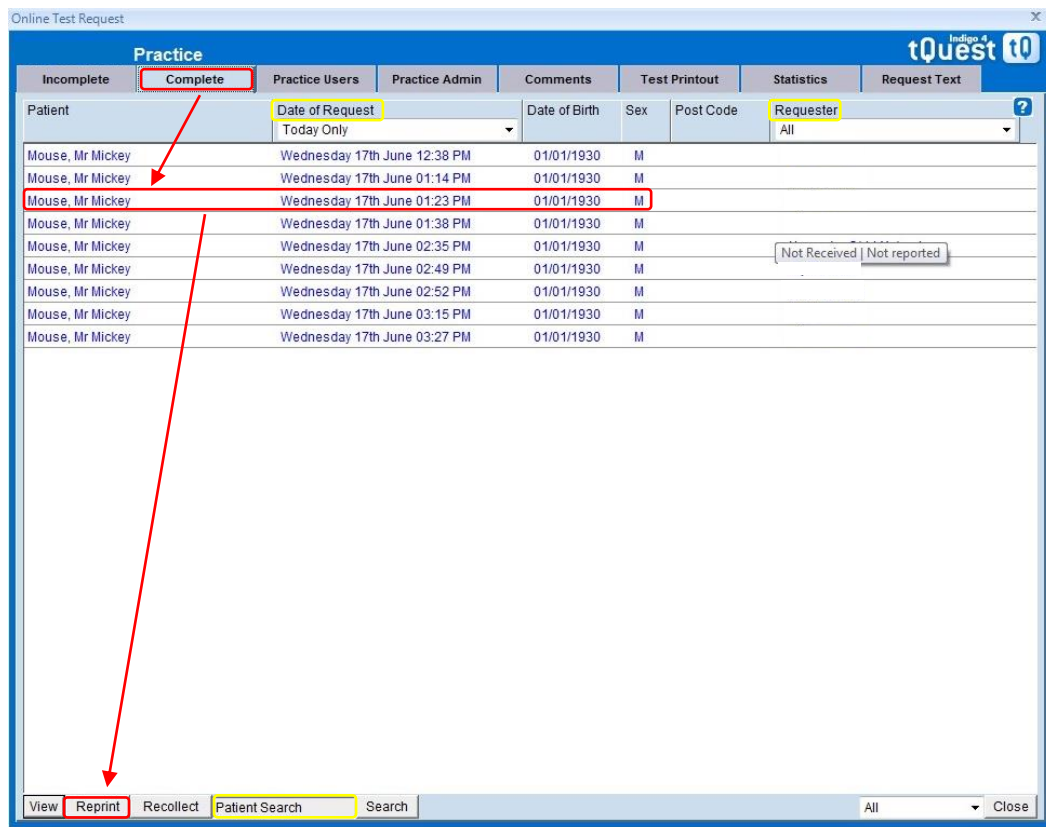 Online Test Request x
Practice Indigo 4 tQuest tQ
Incomplete Complete Practice Users Practice Admin Comments Test Printout Statistics Request Text
Patient Date of Request Date of Birth Sex Post Code Requester ?
Today Only All
Mouse, Mr Mickey Wednesday 17th June 12:38 PM 01/01/1930 M
Mouse, Mr Mickey Wednesday 17th June 01:14 PM 01/01/1930 M
Mouse, Mr Mickey Wednesday 17th June 01:23 PM 01/01/1930 M
Mouse, Mr Mickey Wednesday 17th June 01:38 PM 01/01/1930 M
Mouse, Mr Mickey Wednesday 17th June 02:35 PM 01/01/1930 M
Not Received | Not reported
Mouse, Mr Mickey Wednesday 17th June 02:49 PM 01/01/1930 M
Mouse, Mr Mickey Wednesday 17th June 02:52 PM 01/01/1930 M
Mouse, Mr Mickey Wednesday 17th June 03:15 PM 01/01/1930 M
Mouse, Mr Mickey Wednesday 17th June 03:27 PM 01/01/1930 M
View Reprint Recollect Patient Search Search All Close